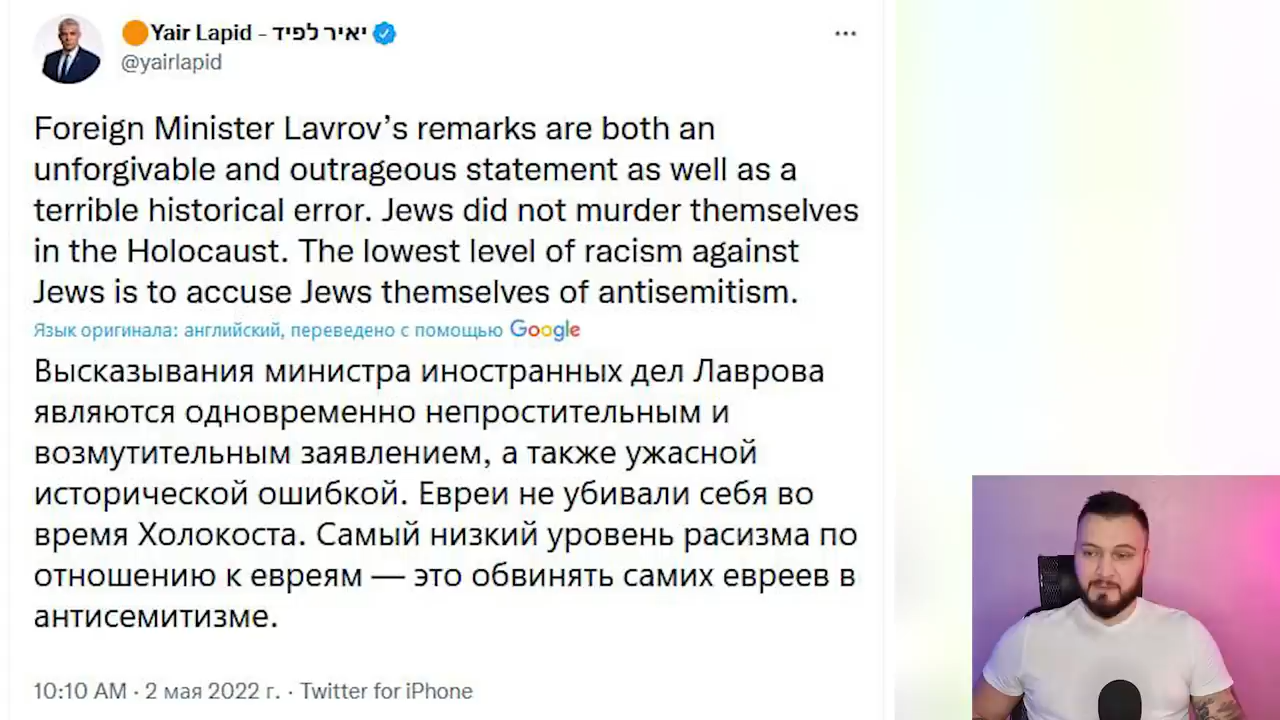 Yair Lapid - יאיר לפיד
@yairlapid
Foreign Minister Lavrov’s remarks are both an
unforgivable and outrageous statement as well as a
terrible historical error. Jews did not murder themselves
in the Holocaust. The lowest level of racism against
Jews is to accuse Jews themselves of antisemitism.
Язык оригинала: английский, переведено с помощью Google
Высказывания министра иностранных дел Лаврова
являются одновременно непростительным и
возмутительным заявлением, а также ужасной
исторической ошибкой. Евреи не убивали себя во
время Холокоста. Самый низкий уровень расизма по
отношению к евреям — это обвинять самих евреев в
антисемитизме.
10:10 AM · 2 мая 2022 г. · Twitter for iPhone